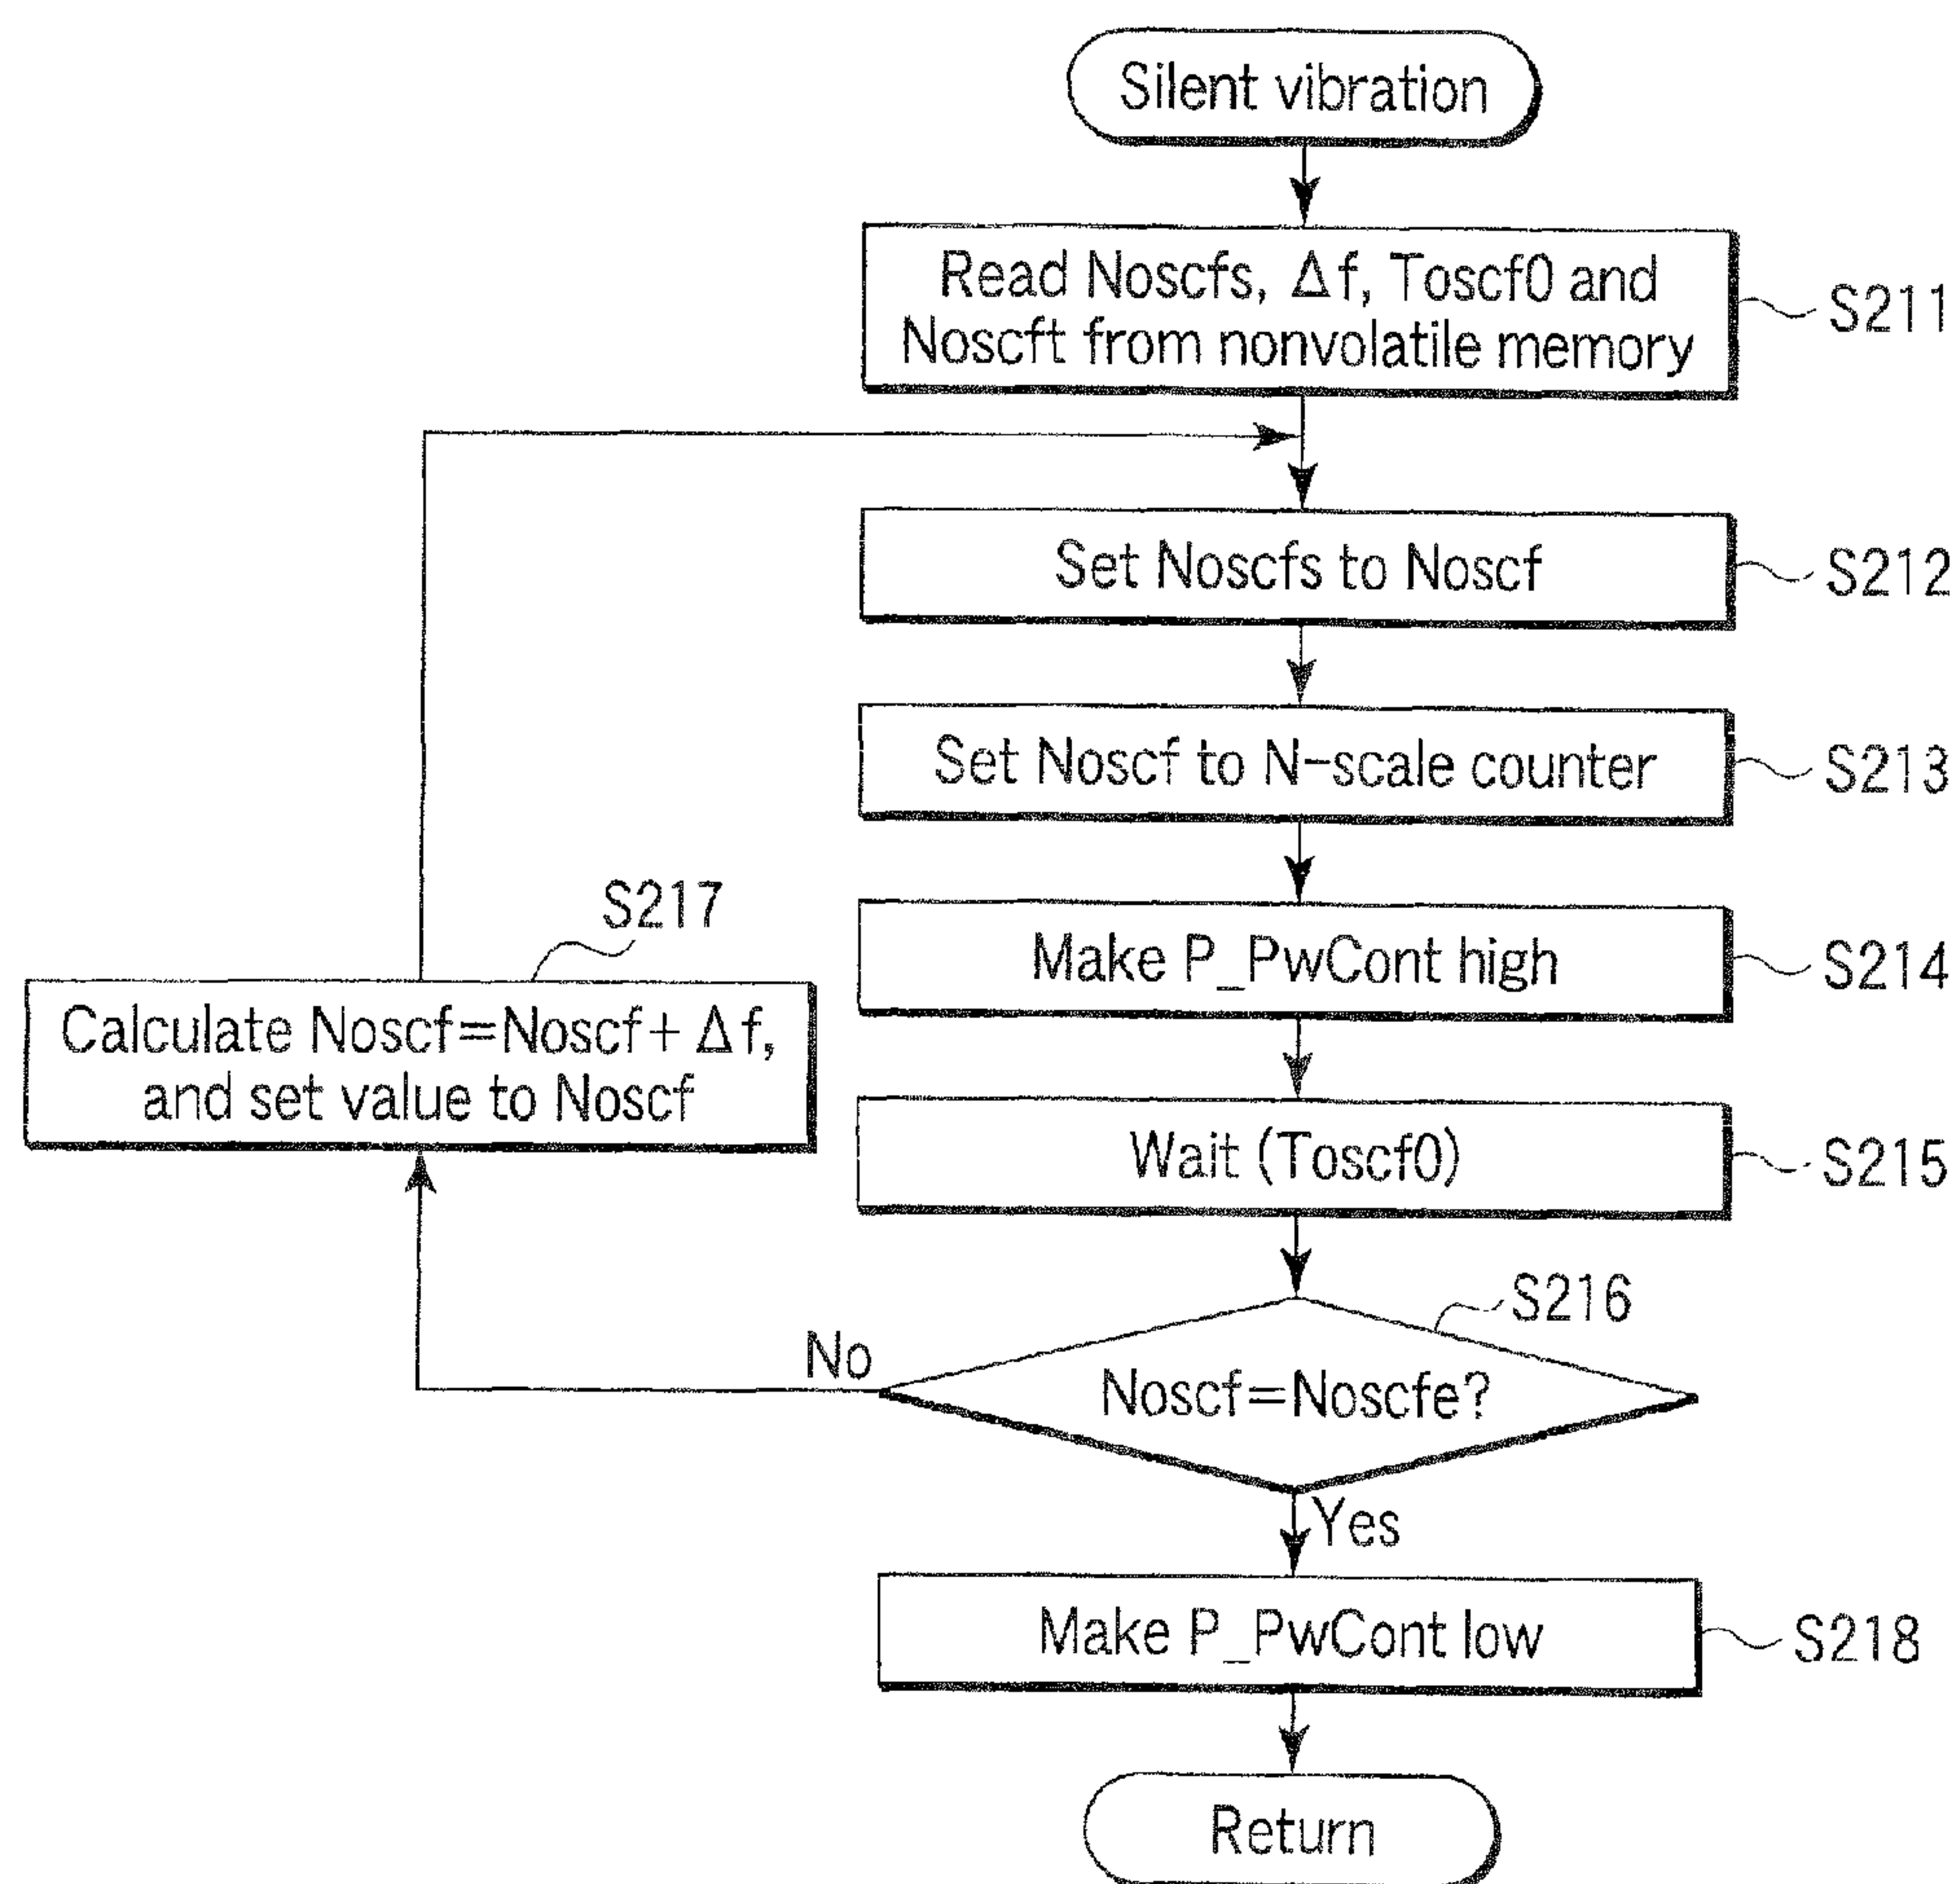 Silent vibration
Read Noscfs, Δf, Toscf0 and
Noscft from nonvolatile memory
S211
Set Noscfs to Noscf
S212
Set Noscf to N-scale counter
S213
Make P_PwCont high
S214
S217
Calculate Noscf=Noscf+Δf,
and set value to Noscf
Wait (Toscf0)
S215
S216
No
Noscf=Noscfe?
Yes
Make P_PwCont low
S218
Return